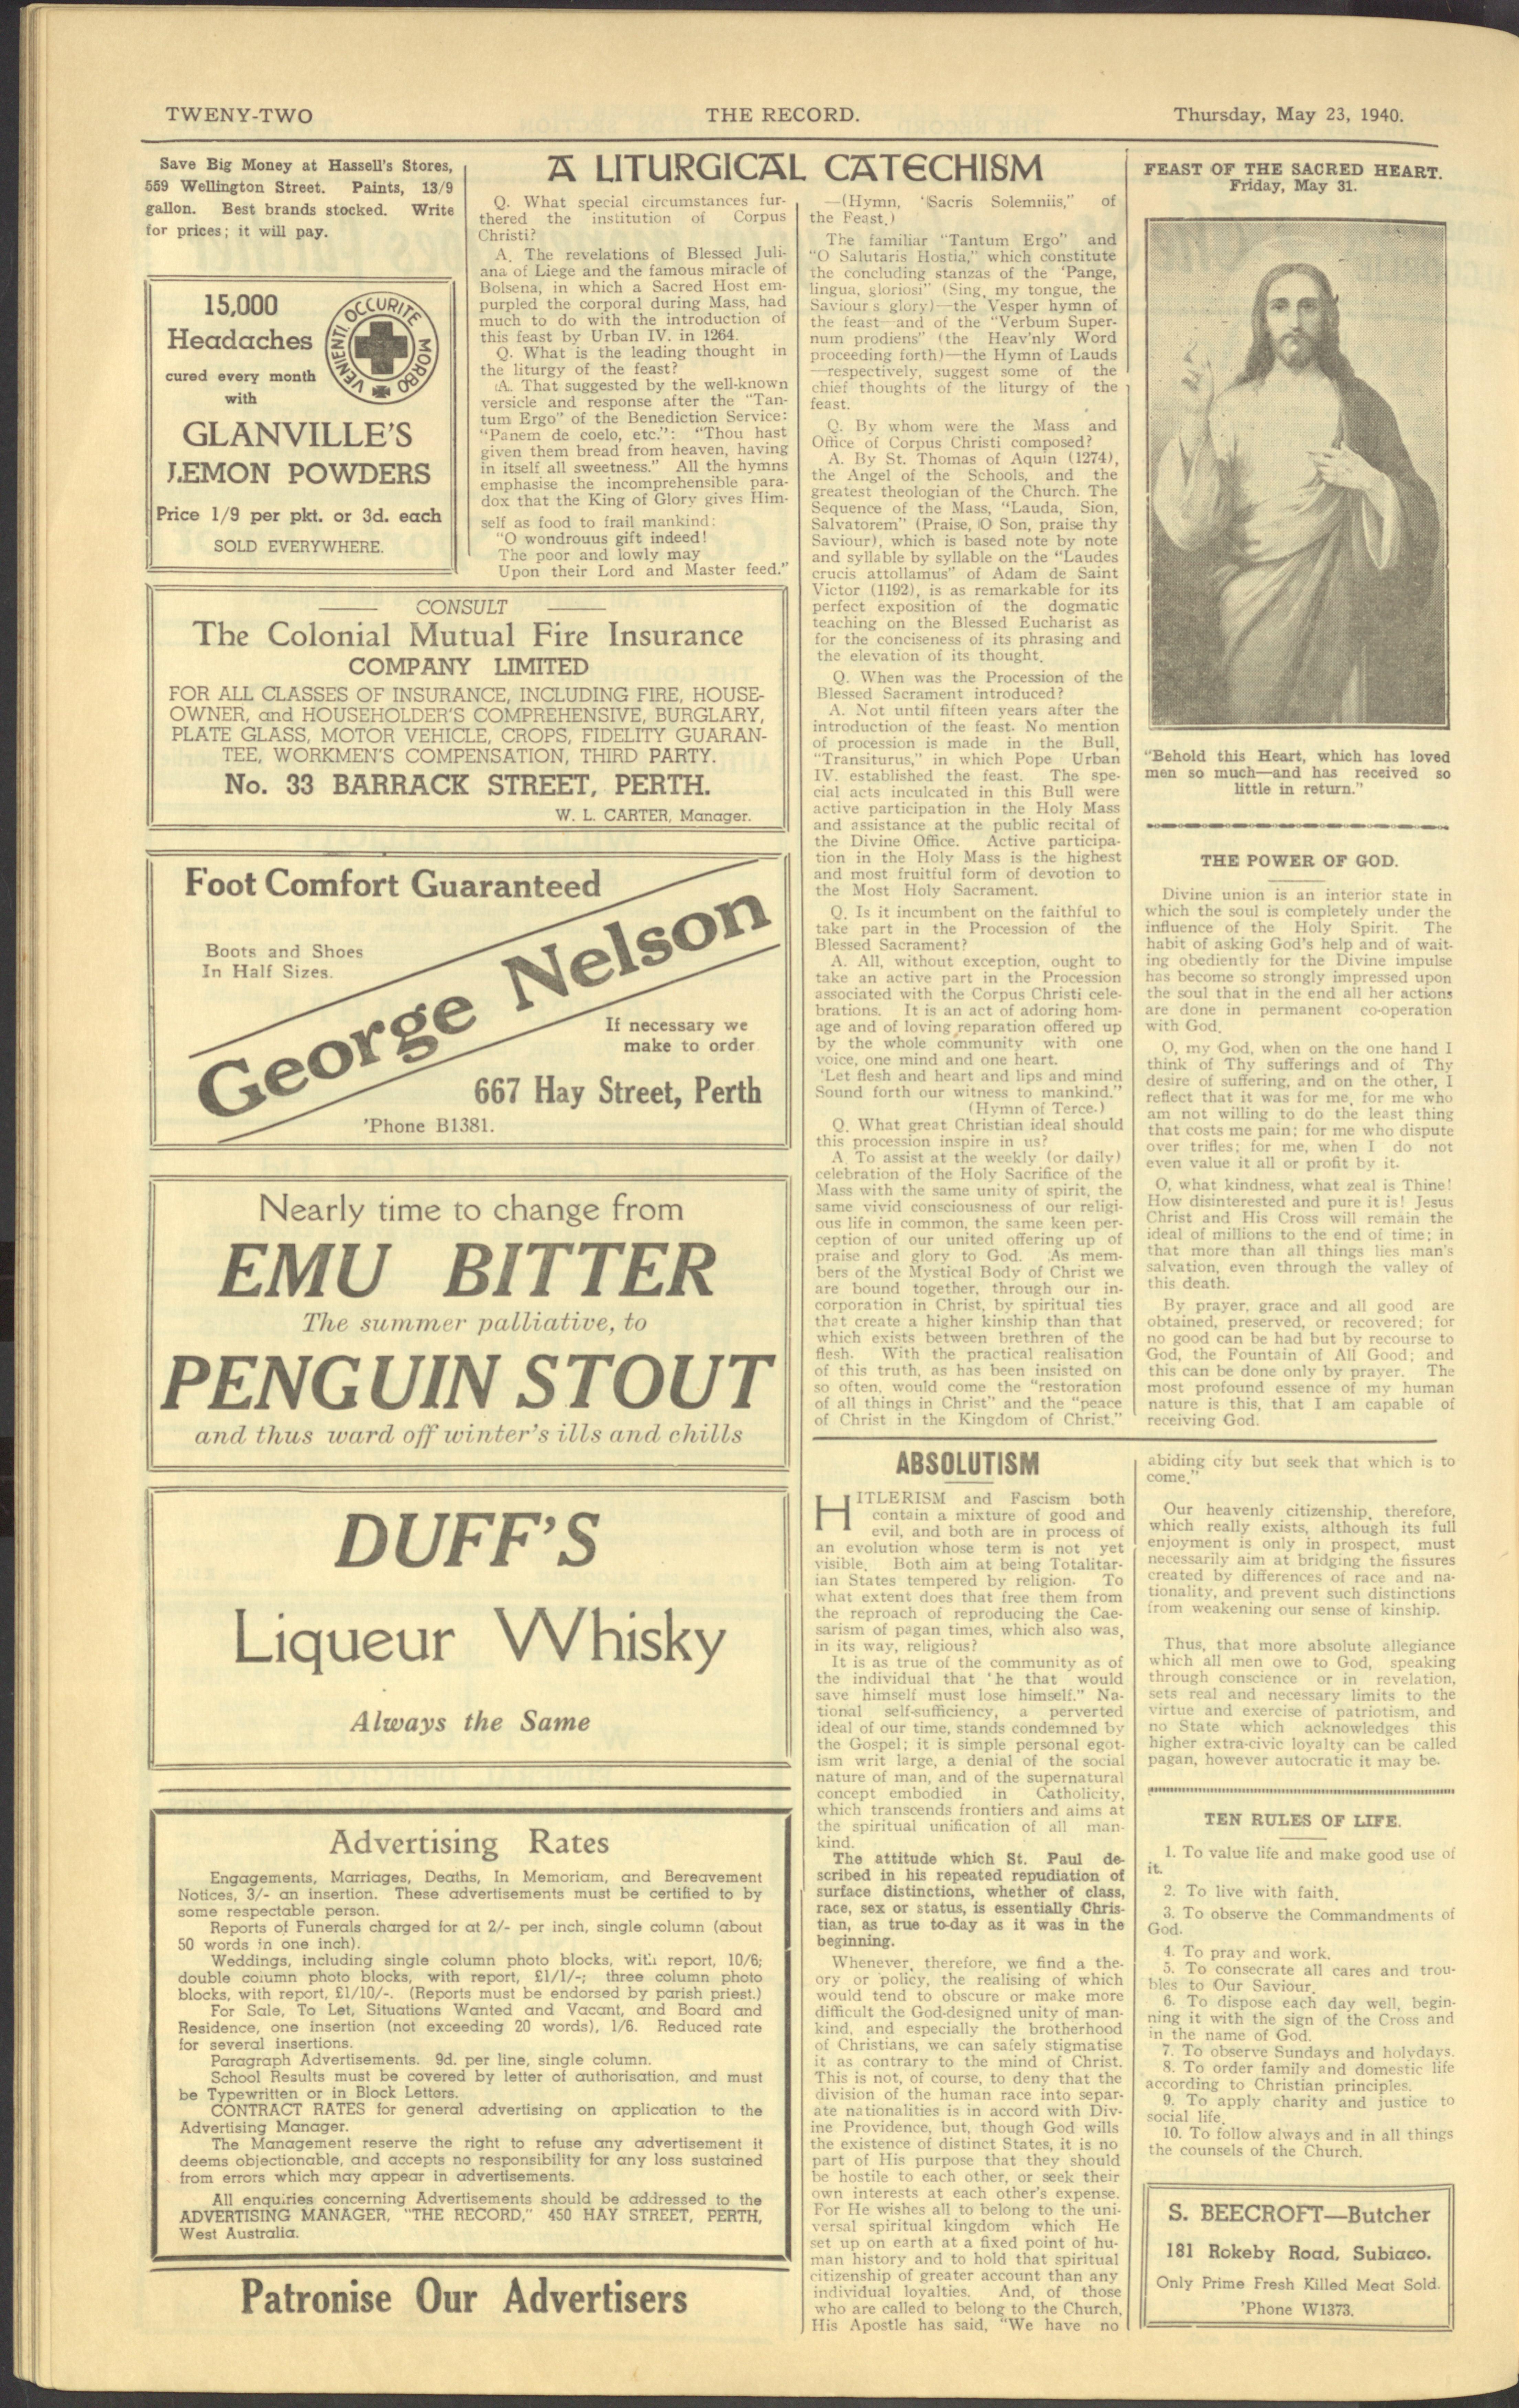 TWENY-TWO
THE RECORD.
Thursday, May 23, 1940.
Save Big Money at Hassell's Stores,
559 Wellington Street. Paints, 13/9
gallon. Best brands stocked. Write
for prices; it will pay.
15,000
Headaches
cured every month
with
VENIENTI OCCURITE MORBO
GLANVILLE'S
LEMON POWDERS
Price 1/9 per pkt. or 3d. each
SOLD EVERYWHERE.
A LITURGICAL CATECHISM
Q. What special circumstances fur-
thered the institution of Corpus
Christi?
A. The revelations of Blessed Juli-
ana of Liege and the famous miracle of
Bolsena, in which a Sacred Host em-
purpled the corporal during Mass, had
much to do with the introduction of
this feast by Urban IV. in 1264.
Q. What is the leading thought in
the liturgy of the feast?
A. That suggested by the well-known
versicle and response after the "Tan-
tum Ergo" of the Benediction Service:
"Panem de coelo, etc.": "Thou hast
given them bread from heaven, having
in itself all sweetness." All the hymns
emphasise the incomprehensible para-
dox that the King of Glory gives Him-
self as food to frail mankind:
"O wondrouus gift indeed!
The poor and lowly may
Upon their Lord and Master feed."
CONSULT
The Colonial Mutual Fire Insurance
COMPANY LIMITED
FOR ALL CLASSES OF INSURANCE, INCLUDING FIRE, HOUSE-
OWNER, and HOUSEHOLDER'S COMPREHENSIVE, BURGLARY,
PLATE GLASS, MOTOR VEHICLE, CROPS, FIDELITY GUARAN-
TEE, WORKMEN'S COMPENSATION, THIRD PARTY.
No. 33 BARRACK STREET, PERTH.
W. L. CARTER, Manager.
Foot Comfort Guaranteed
Boots and Shoes
In Half Sizes.
George Nelson
If necessary we
make to order
667 Hay Street, Perth
'Phone B1381.
Nearly time to change from
EMU BITTER
The summer palliative, to
PENGUIN STOUT
and thus ward off winter's ills and chills
DUFF'S
Liqueur Whisky
Always the Same
Advertising Rates
Engagements, Marriages, Deaths, In Memoriam, and Bereavement
Notices, 3/- an insertion. These advertisements must be certified to by
some respectable person.
Reports of Funerals charged for at 2/- per inch, single column (about
50 words in one inch).
Weddings, including single column photo blocks, with report, 10/6;
double column photo blocks, with report, £1/1/-; three column photo
blocks, with report, £1/10/-. (Reports must be endorsed by parish priest.)
For Sale, To Let, Situations Wanted and Vacant, and Board and
Residence, one insertion (not exceeding 20 words), 1/6. Reduced rate
for several insertions.
Paragraph Advertisements. 9d. per line, single column.
School Results must be covered by letter of authorisation, and must
be Typewritten or in Block Letters.
CONTRACT RATES for general advertising on application to the
Advertising Manager.
The Management reserve the right to refuse any advertisement it
deems objectionable, and accepts no responsibility for any loss sustained
from errors which may appear in advertisements.
All enquiries concerning Advertisements should be addressed to the
ADVERTISING MANAGER, "THE RECORD," 450 HAY STREET, PERTH,
West Australia.
Patronise Our Advertisers
—(Hymn, 'Sacris Solemniis," of
the Feast.)
The familiar "Tantum Ergo" and
"O Salutaris Hostia," which constitute
the concluding stanzas of the 'Pange,
lingua, gloriosi" (Sing, my tongue, the
Saviour s glory)—the Vesper hymn of
the feast—and of the "Verbum Super-
num prodiens" (the Heav'nly Word
proceeding forth)—the Hymn of Lauds
—respectively, suggest some of the
chief thoughts of the liturgy of the
feast.
Q. By whom were the Mass and
Office of Corpus Christi composed?
A. By St. Thomas of Aquin (1274),
the Angel of the Schools, and the
greatest theologian of the Church. The
Sequence of the Mass, "Lauda, Sion,
Salvatorem" (Praise, O Son, praise thy
Saviour), which is based note by note
and syllable by syllable on the "Laudes
crucis attollamus" of Adam de Saint
Victor (1192), is as remarkable for its
perfect exposition of the dogmatic
teaching on the Blessed Eucharist as
for the conciseness of its phrasing and
the elevation of its thought.
Q. When was the Procession of the
Blessed Sacrament introduced?
A. Not until fifteen years after the
introduction of the feast. No mention
of procession is made in the Bull,
"Transiturus," in which Pope Urban
IV. established the feast. The spe-
cial acts inculcated in this Bull were
active participation in the Holy Mass
and assistance at the public recital of
the Divine Office. Active participa-
tion in the Holy Mass is the highest
and most fruitful form of devotion to
the Most Holy Sacrament.
Q. Is it incumbent on the faithful to
take part in the Procession of the
Blessed Sacrament?
A. All, without exception, ought to
take an active part in the Procession
associated with the Corpus Christi cele-
brations. It is an act of adoring hom-
age and of loving reparation offered up
by the whole community with one
voice, one mind and one heart.
'Let flesh and heart and lips and mind
Sound forth our witness to mankind."
(Hymn of Terce.)
Q. What great Christian ideal should
this procession inspire in us?
A. To assist at the weekly (or daily)
celebration of the Holy Sacrifice of the
Mass with the same unity of spirit, the
same vivid consciousness of our religi-
ous life in common, the same keen per-
ception of our united offering up of
praise and glory to God. As mem-
bers of the Mystical Body of Christ we
are bound together, through our in-
corporation in Christ, by spiritual ties
that create a higher kinship than that
which exists between brethren of the
flesh. With the practical realisation
of this truth, as has been insisted on
so often, would come the "restoration
of all things in Christ" and the "peace
of Christ in the Kingdom of Christ."
FEAST OF THE SACRED HEART.
Friday, May 31.
"Behold this Heart, which has loved
men so much—and has received so
little in return."
THE POWER OF GOD.
Divine union is an interior state in
which the soul is completely under the
influence of the Holy Spirit. The
habit of asking God's help and of wait-
ing obediently for the Divine impulse
has become so strongly impressed upon
the soul that in the end all her actions
are done in permanent co-operation
with God.
O, my God, when on the one hand I
think of Thy sufferings and of Thy
desire of suffering, and on the other, I
reflect that it was for me, for me who
am not willing to do the least thing
that costs me pain; for me who dispute
over trifles; for me, when I do not
even value it all or profit by it.
O, what kindness, what zeal is Thine!
How disinterested and pure it is! Jesus
Christ and His Cross will remain the
ideal of millions to the end of time; in
that more than all things lies man's
salvation, even through the valley of
this death.
By prayer, grace and all good are
obtained, preserved, or recovered; for
no good can be had but by recourse to
God, the Fountain of All Good; and
this can be done only by prayer. The
most profound essence of my human
nature is this, that I am capable of
receiving God.
ABSOLUTISM
HITLERISM and Fascism both
contain a mixture of good and
evil, and both are in process of
an evolution whose term is not yet
visible. Both aim at being Totalitar-
ian States tempered by religion. To
what extent does that free them from
the reproach of reproducing the Cae-
sarism of pagan times, which also was,
in its way, religious?
It is as true of the community as of
the individual that 'he that would
save himself must lose himself." Na-
tional self-sufficiency, a perverted
ideal of our time, stands condemned by
the Gospel; it is simple personal egot-
ism writ large, a denial of the social
nature of man, and of the supernatural
concept embodied in Catholicity,
which transcends frontiers and aims at
the spiritual unification of all man-
kind.
The attitude which St. Paul de-
scribed in his repeated repudiation of
surface distinctions, whether of class,
race, sex or status, is essentially Chris-
tian, as true to-day as it was in the
beginning.
Whenever, therefore, we find a the-
ory or policy, the realising of which
would tend to obscure or make more
difficult the God-designed unity of man-
kind, and especially the brotherhood
of Christians, we can safely stigmatise
it as contrary to the mind of Christ.
This is not, of course, to deny that the
division of the human race into separ-
ate nationalities is in accord with Div-
ine Providence, but, though God wills
the existence of distinct States, it is no
part of His purpose that they should
be hostile to each other, or seek their
own interests at each other's expense.
For He wishes all to belong to the uni-
versal spiritual kingdom which He
set up on earth at a fixed point of hu-
man history and to hold that spiritual
citizenship of greater account than any
individual loyalties. And, of those
who are called to belong to the Church,
His Apostle has said, "We have no
abiding city but seek that which is to
come."
Our heavenly citizenship, therefore,
which really exists, although its full
enjoyment is only in prospect, must
necessarily aim at bridging the fissures
created by differences of race and na-
tionality, and prevent such distinctions
from weakening our sense of kinship.
Thus, that more absolute allegiance
which all men owe to God, speaking
through conscience or in revelation,
sets real and necessary limits to the
virtue and exercise of patriotism, and
no State which acknowledges this
higher extra-civic loyalty can be called
pagan, however autocratic it may be.
TEN RULES OF LIFE.
1. To value life and make good use of
it.
2. To live with faith.
3. To observe the Commandments of
God.
4. To pray and work.
5. To consecrate all cares and trou-
bles to Our Saviour.
6. To dispose each day well, begin-
ning it with the sign of the Cross and
in the name of God.
7. To observe Sundays and holydays.
8. To order family and domestic life
according to Christian principles.
9. To apply charity and justice to
social life.
10. To follow always and in all things
the counsels of the Church.
S. BEECROFT—Butcher
181 Rokeby Road, Subiaco.
Only Prime Fresh Killed Meat Sold.
'Phone W1373.